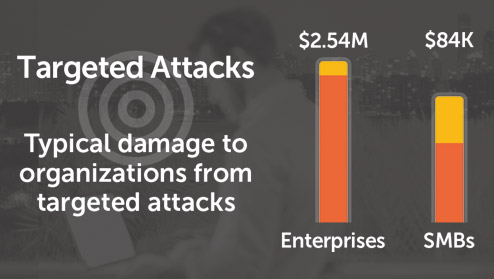 Targeted Attacks
Typical damage to
organizations from
targeted attacks
$2.54M
$84K
Enterprises
SMBs